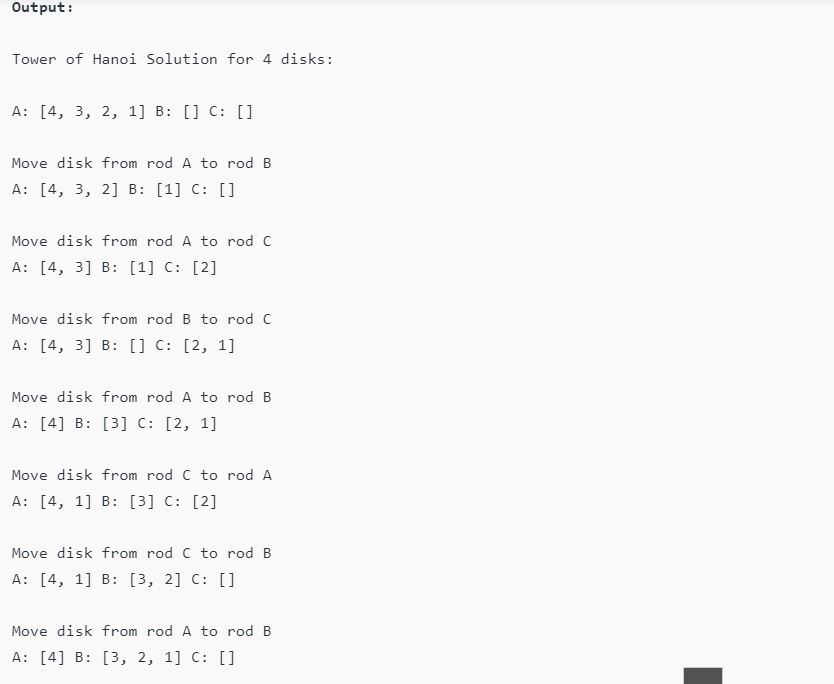 Output:
Tower of Hanoi Solution for 4 disks:
A: [4, 3, 2, 1] B: [] C: []
Move disk from rod A to rod B
A: [4, 3, 2] B: [1] C: []
Move disk from rod A to rod C
A: [4, 3] B: [1] C: [2]
Move disk from rod B to rod C
A: [4, 3] B: [] C: [2, 1]
Move disk from rod A to rod B
A: [4] B: [3] C: [2, 1]
Move disk from rod C to rod A
A: [4, 1] B: [3] C: [2]
Move disk from rod C to rod B
A: [4, 1] B: [3, 2] C: []
Move disk from rod A to rod B
A: [4] B: [3, 2, 1] C: []